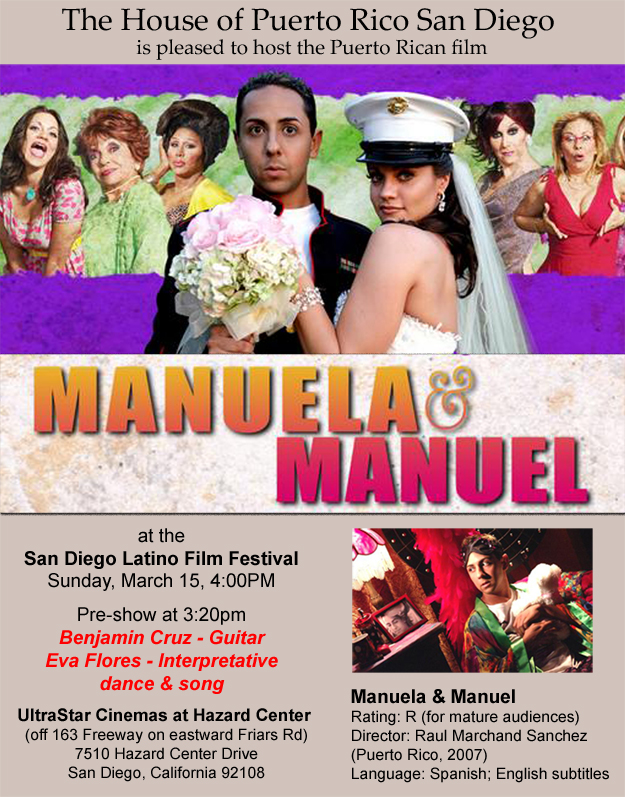 The House of Puerto Rico San Diego
is pleased to host the Puerto Rican film
MANUELA &
MANUEL
at the
San Diego Latino Film Festival
Sunday, March 15, 4:00PM
Pre-show at 3:20pm
Benjamin Cruz - Guitar
Eva Flores - Interpretative
dance & song
UltraStar Cinemas at Hazard Center
(off 163 Freeway on eastward Friars Rd)
7510 Hazard Center Drive
San Diego, California 92108
Manuela & Manuel
Rating: R (for mature audiences)
Director: Raul Marchand Sanchez
(Puerto Rico, 2007)
Language: Spanish; English subtitles